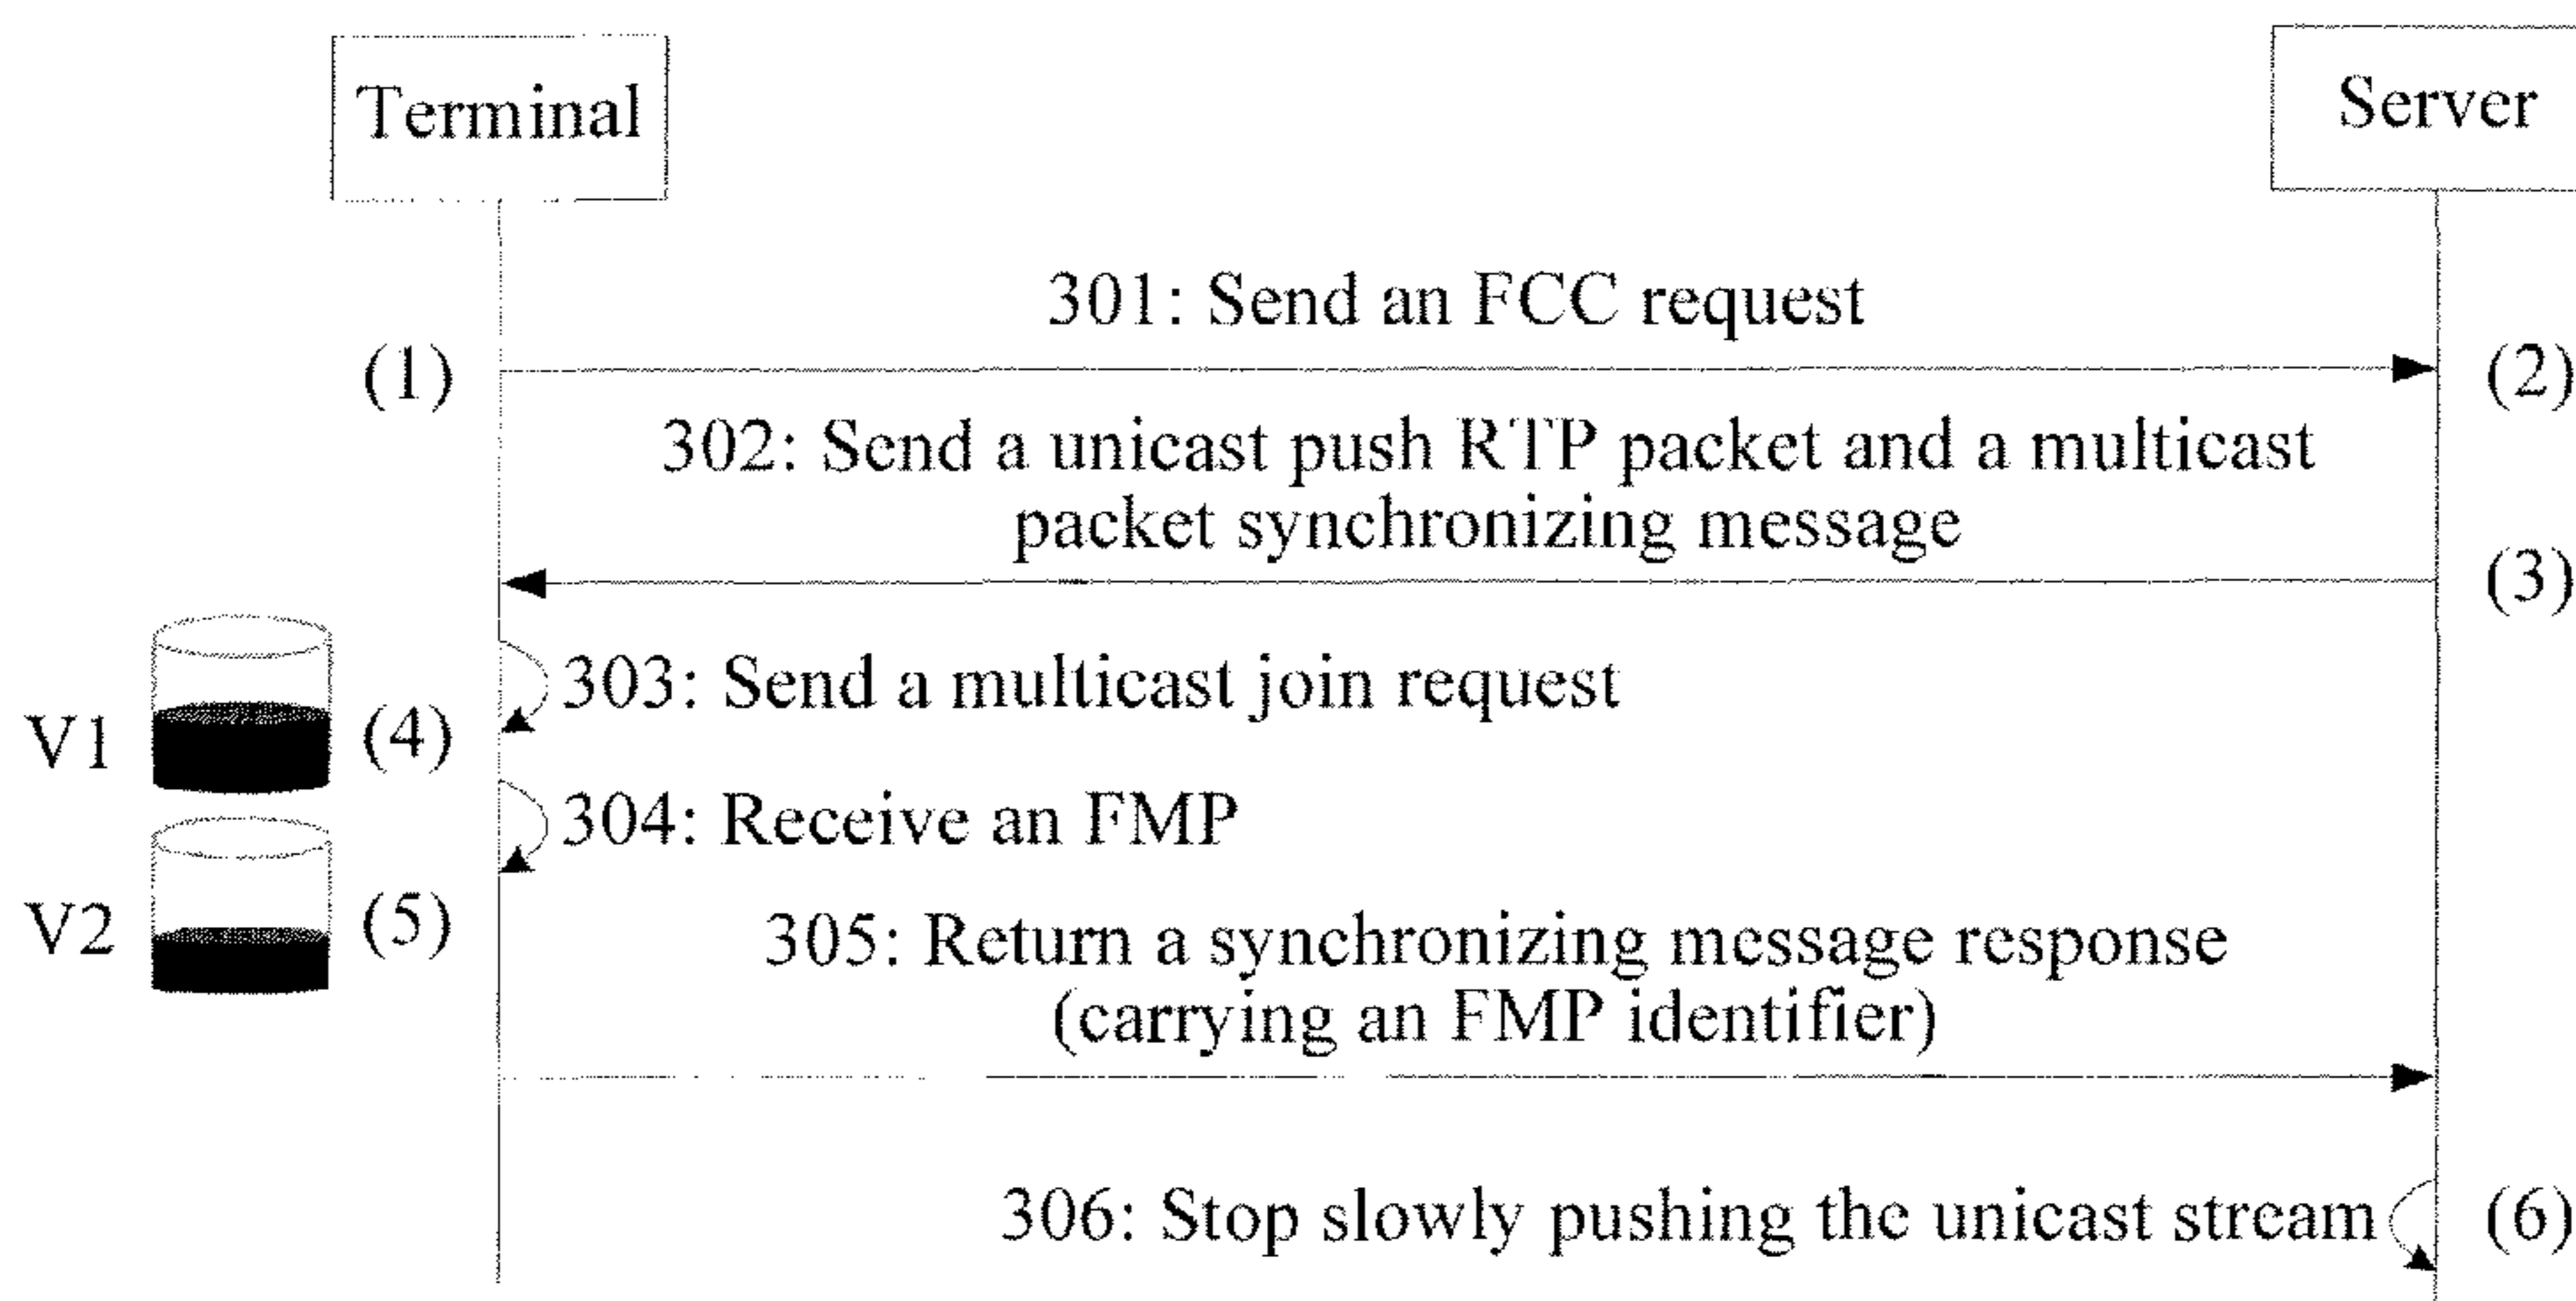 Terminal
Server
301: Send an FCC request
(1)
(2)
302: Send a unicast push RTP packet and a multicast
packet synchronizing message
(3)
303: Send a multicast join request
V1
(4)
304: Receive an FMP
V2
(5)
305: Return a synchronizing message response
(carrying an FMP identifier)
306: Stop slowly pushing the unicast stream
(6)